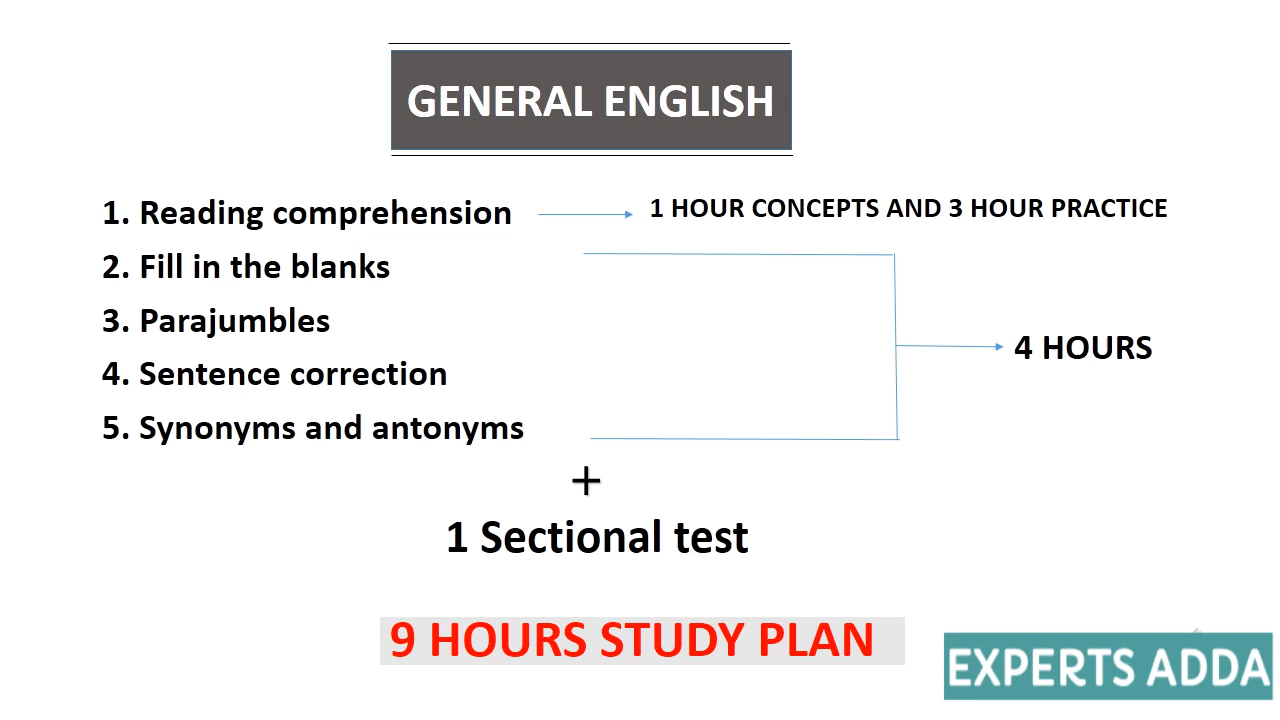 GENERAL ENGLISH
1. Reading comprehension
1 HOUR CONCEPTS AND 3 HOUR PRACTICE
2. Fill in the blanks
3. Parajumbles
4 HOURS
4. Sentence correction
5. Synonyms and antonyms
+
1 Sectional test
9 HOURS STUDY PLAN
EXPERTS ADDA